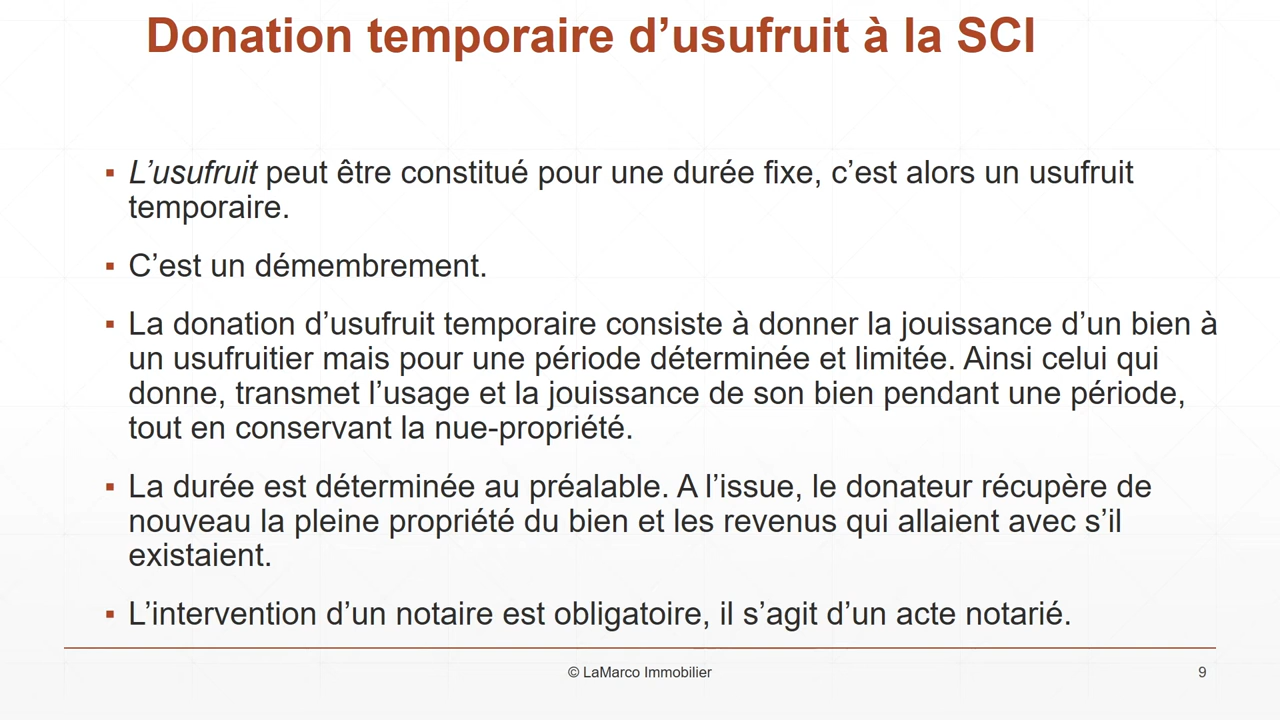 Donation temporaire d’usufruit à la SCI
▪ L’usufruit peut être constitué pour une durée fixe, c’est alors un usufruit
temporaire.
▪ C’est un démembrement.
▪ La donation d’usufruit temporaire consiste à donner la jouissance d’un bien à
un usufruitier mais pour une période déterminée et limitée. Ainsi celui qui
donne, transmet l’usage et la jouissance de son bien pendant une période,
tout en conservant la nue-propriété.
▪ La durée est déterminée au préalable. A l’issue, le donateur récupère de
nouveau la pleine propriété du bien et les revenus qui allaient avec s’il
existaient.
▪ L’intervention d’un notaire est obligatoire, il s’agit d’un acte notarié.
© LaMarco Immobilier
9